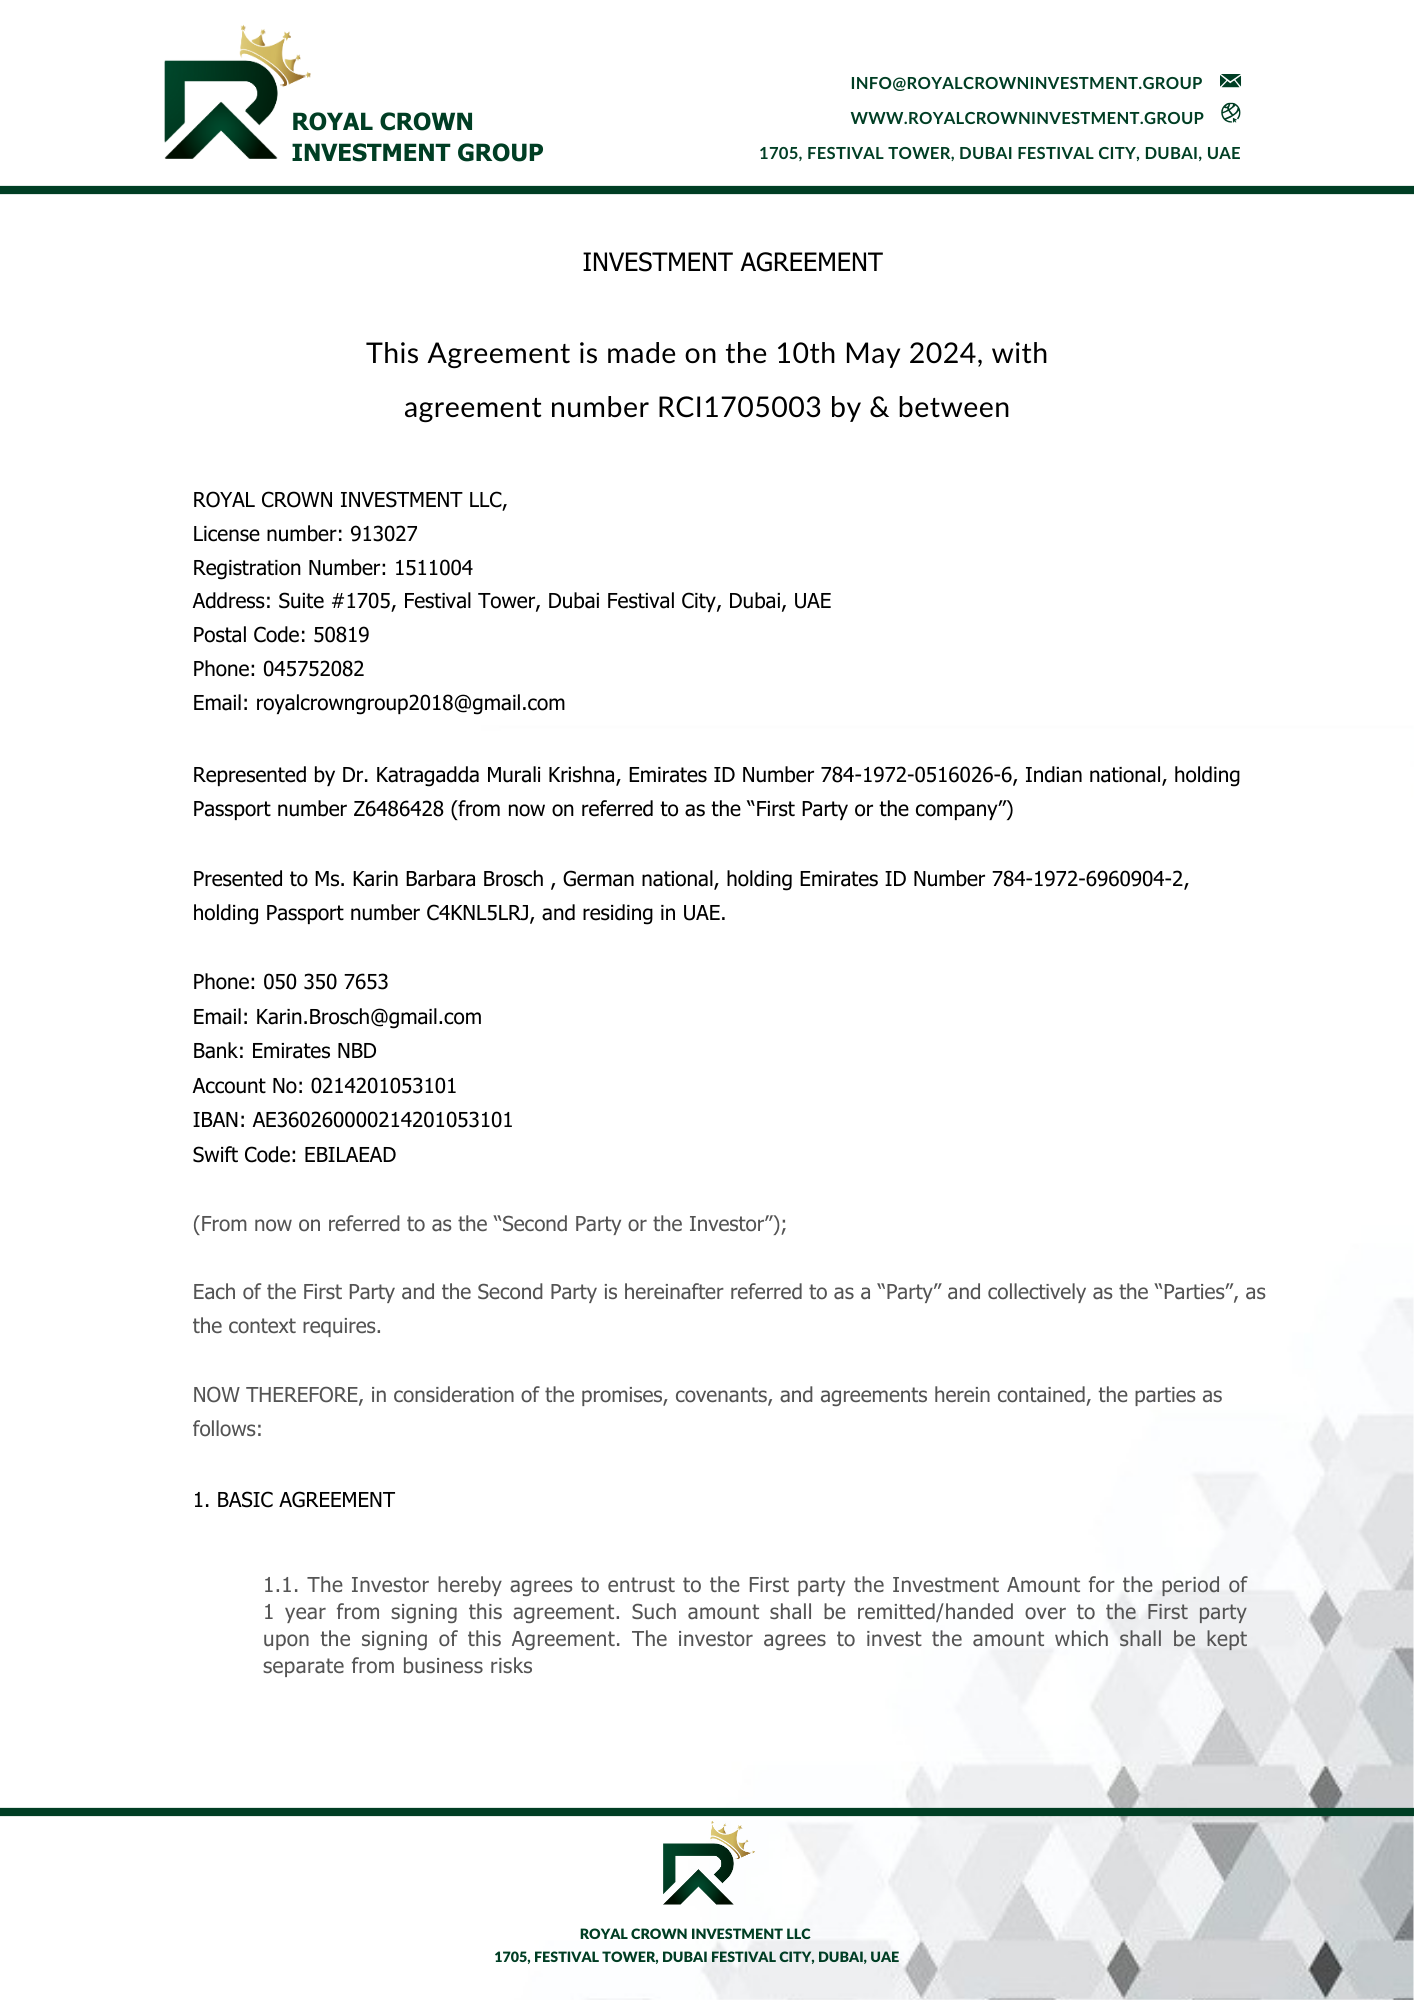 ROYAL CROWN
INVESTMENT GROUP
INFO@ROYALCROWNINVESTMENT.GROUP
WWW.ROYALCROWNINVESTMENT.GROUP
1705, FESTIVAL TOWER, DUBAI FESTIVAL CITY, DUBAI, UAE
INVESTMENT AGREEMENT
This Agreement is made on the 10th May 2024, with
agreement number RCI1705003 by & between
ROYAL CROWN INVESTMENT LLC,
License number: 913027
Registration Number: 1511004
Address: Suite #1705, Festival Tower, Dubai Festival City, Dubai, UAE
Postal Code: 50819
Phone: 045752082
Email: royalcrowngroup2018@gmail.com
Represented by Dr. Katragadda Murali Krishna, Emirates ID Number 784-1972-0516026-6, Indian national, holding
Passport number Z6486428 (from now on referred to as the “First Party or the company”)
Presented to Ms. Karin Barbara Brosch , German national, holding Emirates ID Number 784-1972-6960904-2,
holding Passport number C4KNL5LRJ, and residing in UAE.
Phone: 050 350 7653
Email: Karin.Brosch@gmail.com
Bank: Emirates NBD
Account No: 0214201053101
IBAN: AE360260000214201053101
Swift Code: EBILAEAD
(From now on referred to as the “Second Party or the Investor”);
Each of the First Party and the Second Party is hereinafter referred to as a “Party” and collectively as the “Parties”, as
the context requires.
NOW THEREFORE, in consideration of the promises, covenants, and agreements herein contained, the parties as
follows:
1. BASIC AGREEMENT
1.1. The Investor hereby agrees to entrust to the First party the Investment Amount for the period of
1 year from signing this agreement. Such amount shall be remitted/handed over to the First party
upon the signing of this Agreement. The investor agrees to invest the amount which shall be kept
separate from business risks
ROYAL CROWN INVESTMENT LLC
1705, FESTIVAL TOWER, DUBAI FESTIVAL CITY, DUBAI, UAE